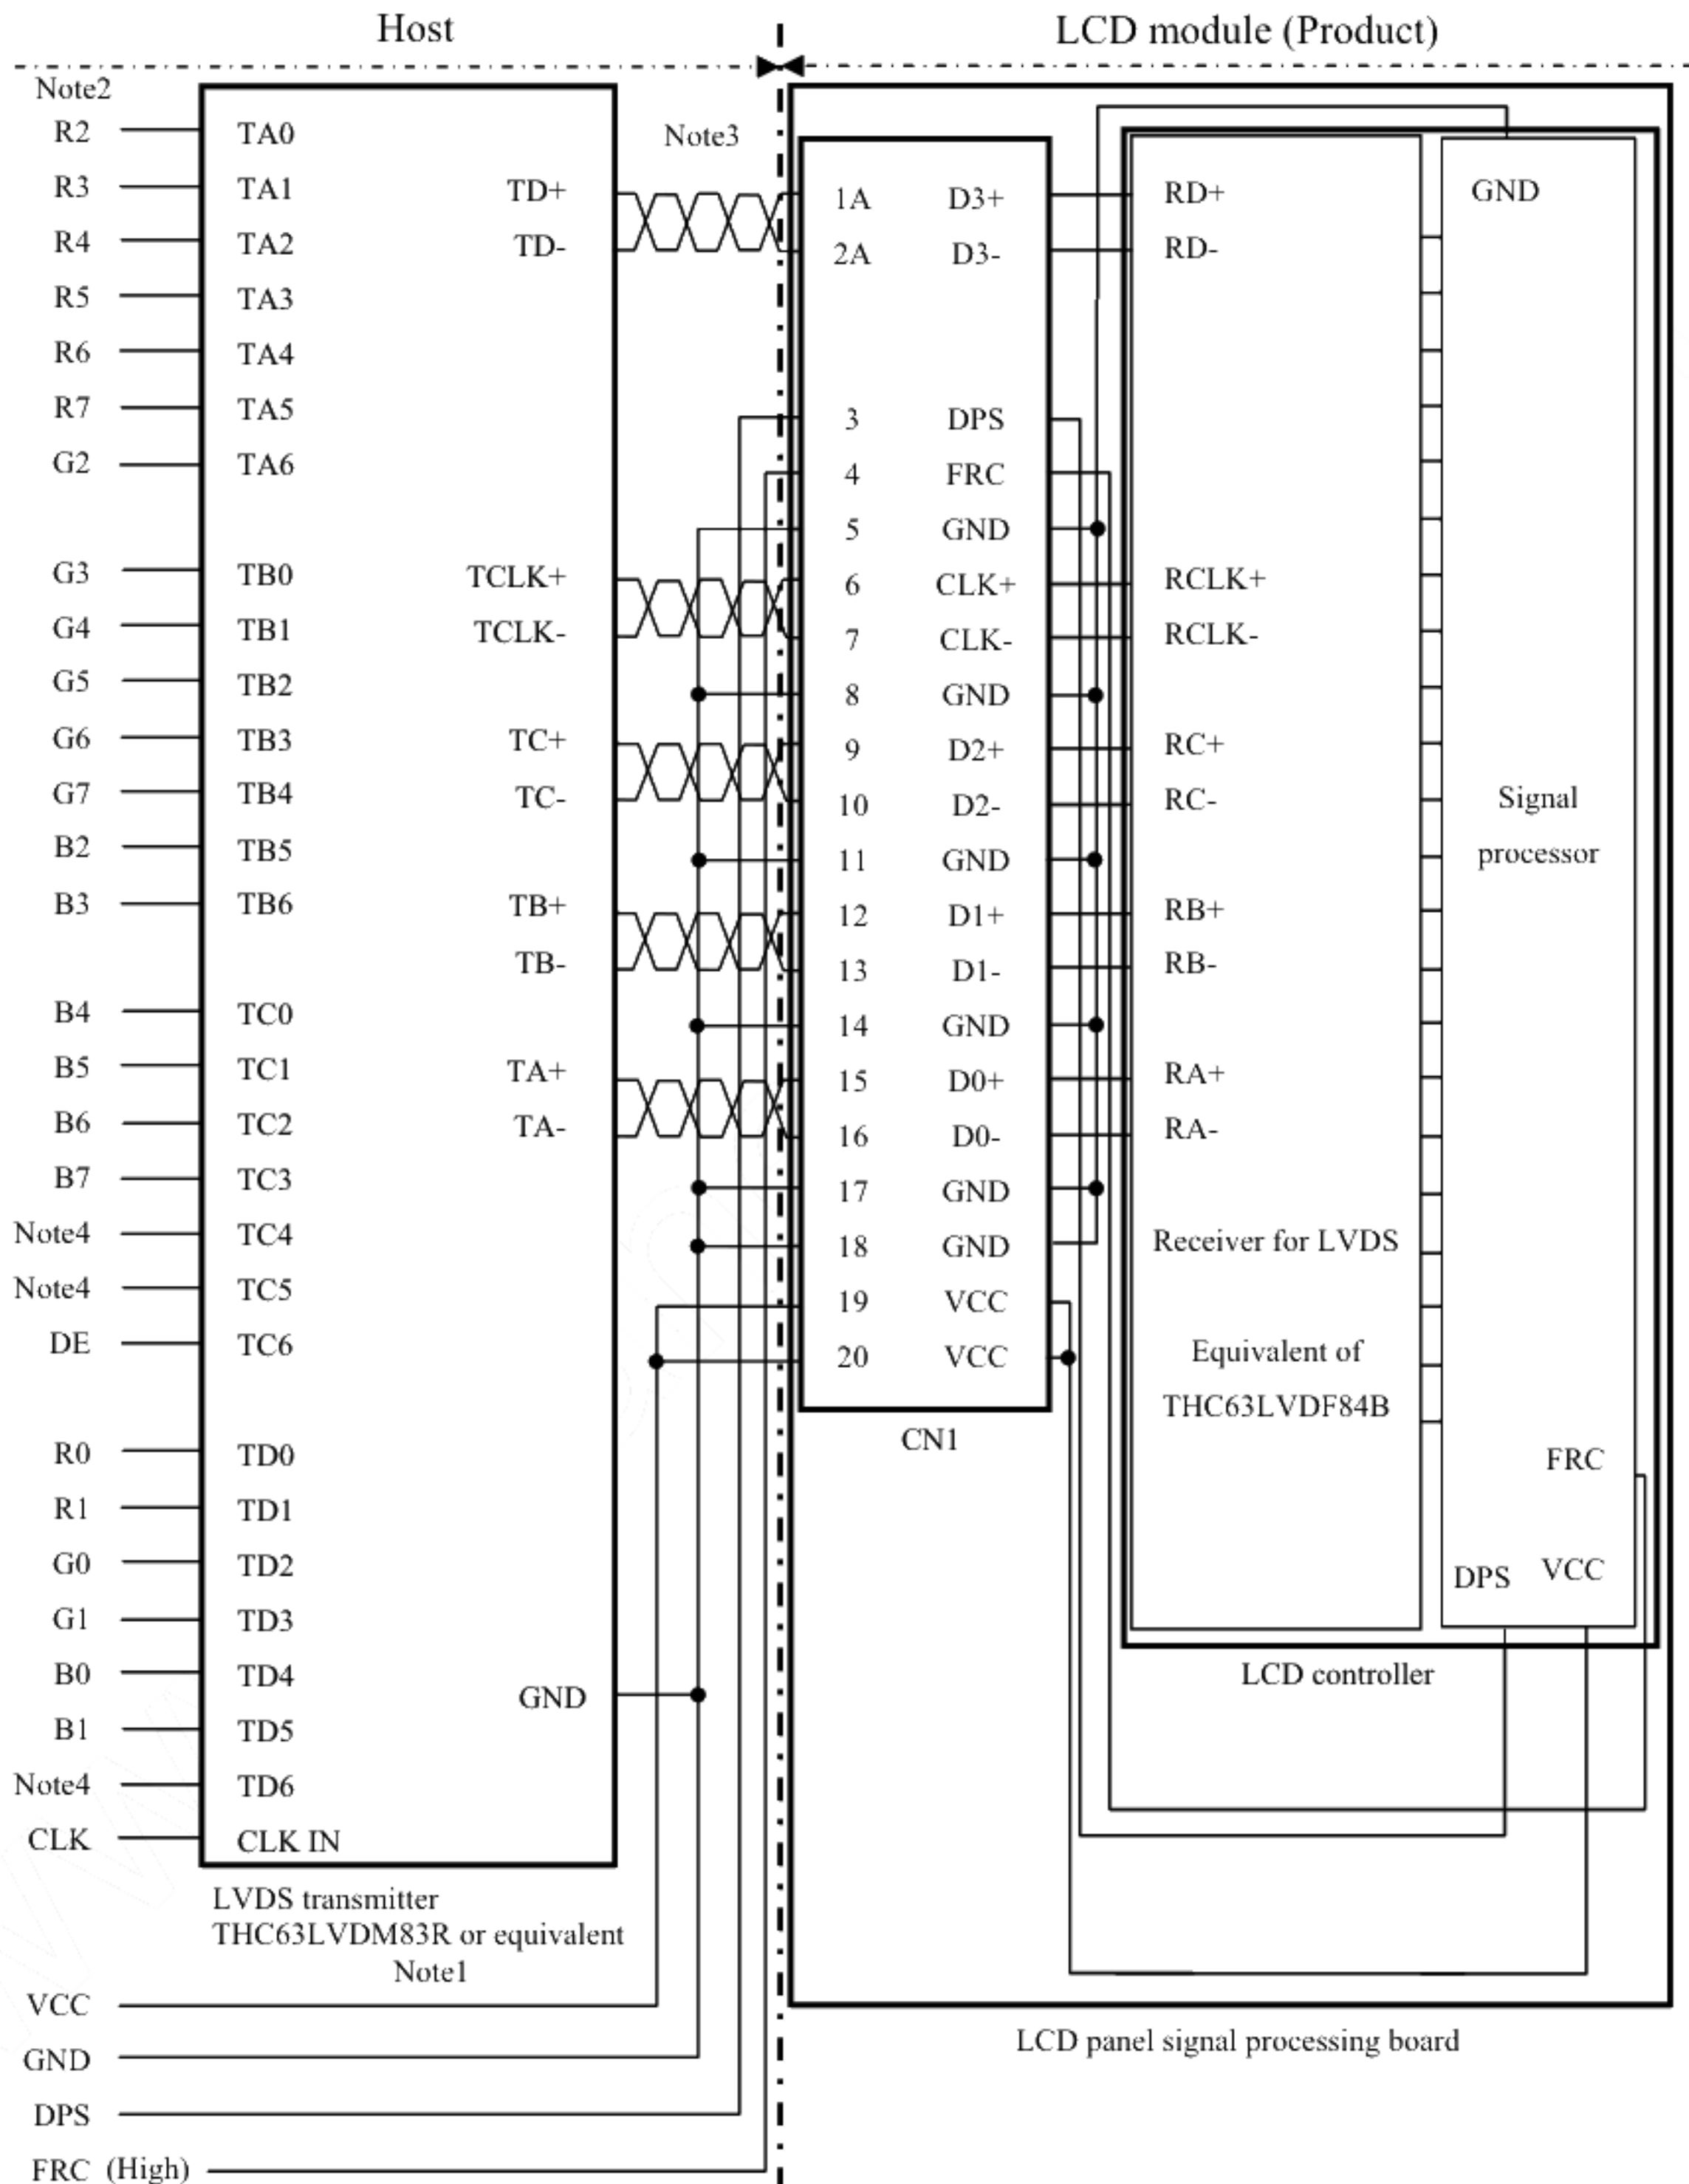 Host
LCD module (Product)
Note2
Note3
R2 TA0
R3 TA1 TD+
R4 TA2 TD-
R5 TA3
R6 TA4
R7 TA5
G2 TA6
G3 TB0 TCLK+
G4 TB1 TCLK-
G5 TB2
G6 TB3 TC+
G7 TB4 TC-
B2 TB5
B3 TB6 TB+
TB-
B4 TC0
B5 TC1 TA+
B6 TC2 TA-
B7 TC3
Note4 TC4
Note4 TC5
DE TC6
R0 TD0
R1 TD1
G0 TD2
G1 TD3
B0 TD4 GND
B1 TD5
Note4 TD6
CLK CLK IN
LVDS transmitter
THC63LVDM83R or equivalent
Note1
VCC
GND
DPS
FRC (High)
1A D3+ RD+ GND
2A D3- RD-
3 DPS
4 FRC
5 GND
6 CLK+ RCLK+
7 CLK- RCLK-
8 GND
9 D2+ RC+
10 D2- RC-
11 GND
12 D1+ RB+
13 D1- RB-
14 GND
15 D0+ RA+
16 D0- RA-
17 GND
18 GND
19 VCC
20 VCC
CN1
Receiver for LVDS
Equivalent of
THC63LVDF84B
Signal
processor
FRC
DPS VCC
LCD controller
LCD panel signal processing board